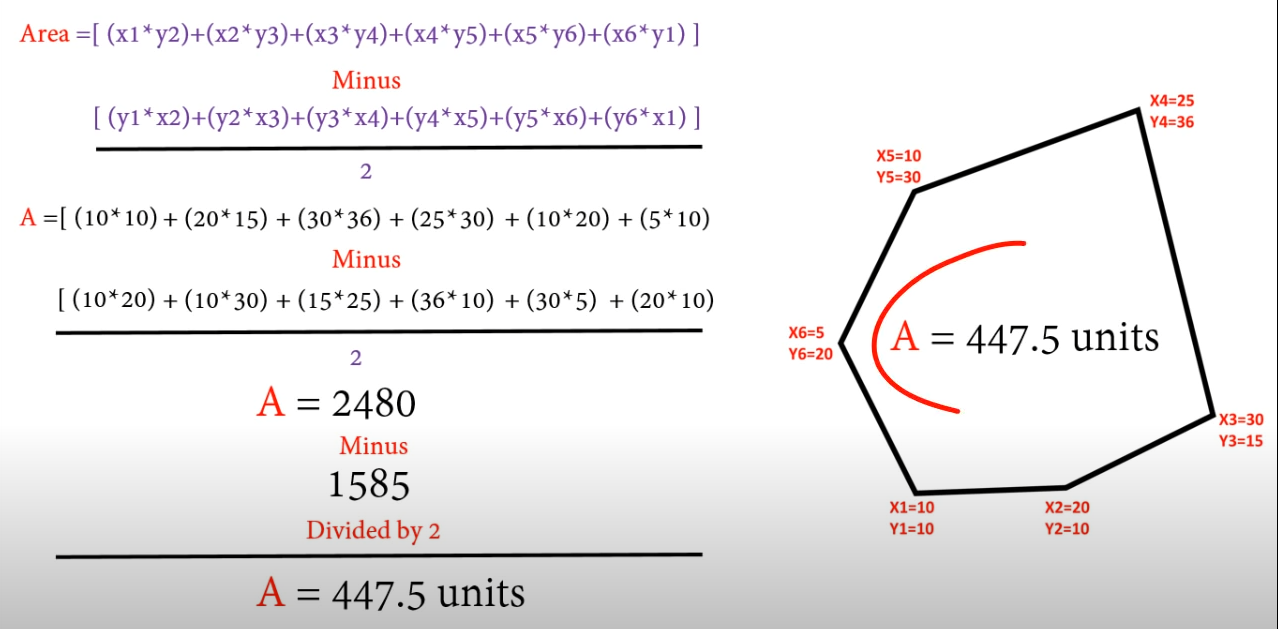 Area =[ (x1*y2)+(x2*y3)+(x3*y4)+(x4*y5)+(x5*y6)+(x6*y1) ]
Minus
[ (y1*x2)+(y2*x3)+(y3*x4)+(y4*x5)+(y5*x6)+(y6*x1) ]
2
A =[ (10*10) + (20*15) + (30*36) + (25*30) + (10*20) + (5*10)
Minus
[ (10*20) + (10*30) + (15*25) + (36*10) + (30*5) + (20*10)
2
A = 2480
Minus
1585
Divided by 2
A = 447.5 units
X4=25
Y4=36
X5=10
Y5=30
X6=5
Y6=20
A = 447.5 units
X3=30
Y3=15
X1=10
Y1=10
X2=20
Y2=10